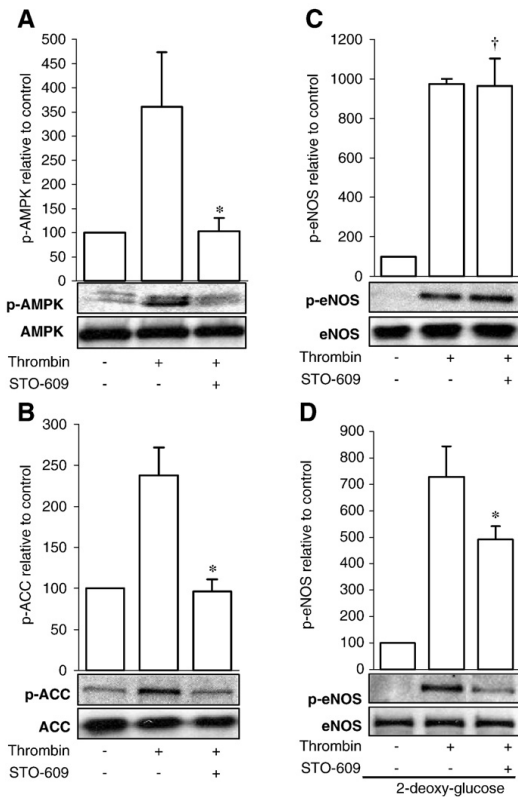 A
p-AMPK relative to control
500
450
400
350
300
250
200
150
100
50
0
*
p-AMPK
AMPK
Thrombin - + +
STO-609 - - +
B
p-ACC relative to control
300
250
200
150
100
50
0
*
p-ACC
ACC
Thrombin - + +
STO-609 - - +
C
p-eNOS relative to control
1200
1000
800
600
400
200
0
†
p-eNOS
eNOS
Thrombin - + +
STO-609 - - +
D
p-eNOS relative to control
900
800
700
600
500
400
300
200
100
0
*
p-eNOS
eNOS
Thrombin - + +
STO-609 - - +
2-deoxy-glucose